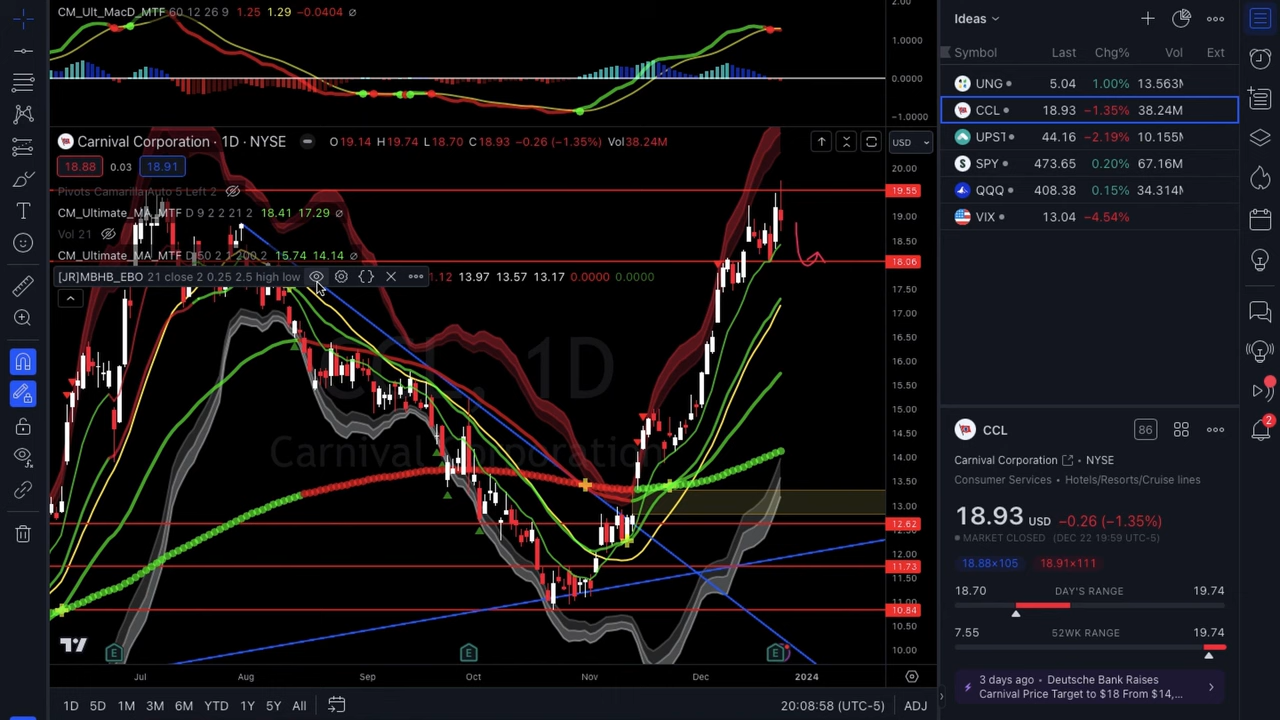 CM_Ult_MacD_MTF 60 12 26 9 1.25 1.29 -0.0404 ∅
2.00
1.0000
0.0000
-1.0000
Carnival Corporation · 1D · NYSE O19.14 H19.74 L18.70 C18.93 -0.26 (-1.35%) Vol38.24M
USD
18.88 0.03 18.91
Pivots Camarilla Auto 5 Left 2
CM_Ultimate_MA_MTF D 9 2 2 21 2 18.41 17.29 ∅
Vol 21
CM_Ultimate_MA_MTF D 50 2 1 200 2 15.74 14.14 ∅
[JR]MBHB_EBO 21 close 2 0.25 2.5 high low 13.97 13.57 13.17 0.0000 0.0000
CCL, 1D
Carnival Corporation
20.00
19.55
19.00
18.50
18.06
17.50
17.00
16.50
16.00
15.50
15.00
14.50
14.00
13.50
13.00
12.62
12.00
11.73
11.50
11.00
10.84
10.50
10.00
E
E
E
Jul Aug Sep Oct Nov Dec 2024
1D 5D 1M 3M 6M YTD 1Y 5Y All 20:08:58 (UTC-5) ADJ
Ideas
Symbol Last Chg% Vol Ext
UNG 5.04 1.00% 13.563M
CCL 18.93 -1.35% 38.24M
UPST 44.16 -2.19% 10.155M
SPY 473.65 0.20% 67.16M
QQQ 408.38 0.15% 34.314M
VIX 13.04 -4.54%
CCL 86
Carnival Corporation · NYSE
Consumer Services · Hotels/Resorts/Cruise lines
18.93 USD -0.26 (-1.35%)
MARKET CLOSED (DEC 22 19:59 UTC-5)
18.88×105 18.91×111
18.70 DAY'S RANGE 19.74
7.55 52WK RANGE 19.74
3 days ago · Deutsche Bank Raises
Carnival Price Target to $18 From $14,...
2